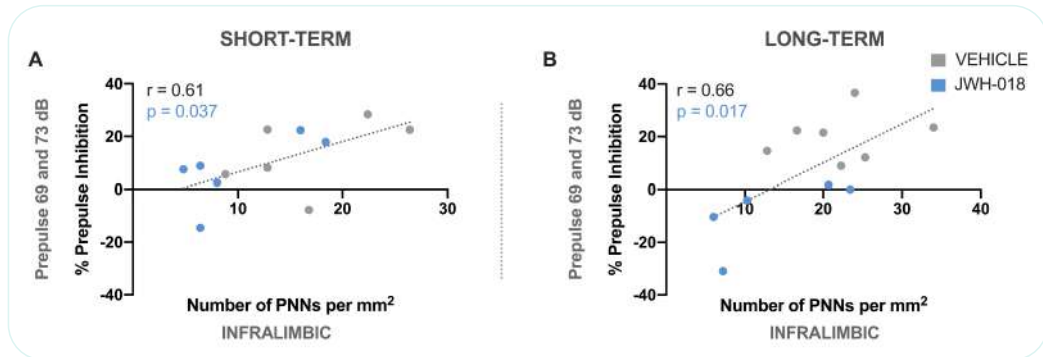 SHORT-TERM
A
r = 0.61
p = 0.037
Prepulse 69 and 73 dB
% Prepulse Inhibition
40
20
0
-20
-40
10
20
30
Number of PNNs per mm²
INFRALIMBIC
LONG-TERM
B
VEHICLE
JWH-018
r = 0.66
p = 0.017
Prepulse 69 and 73 dB
% Prepulse Inhibition
40
20
0
-20
-40
10
20
30
40
Number of PNNs per mm²
INFRALIMBIC